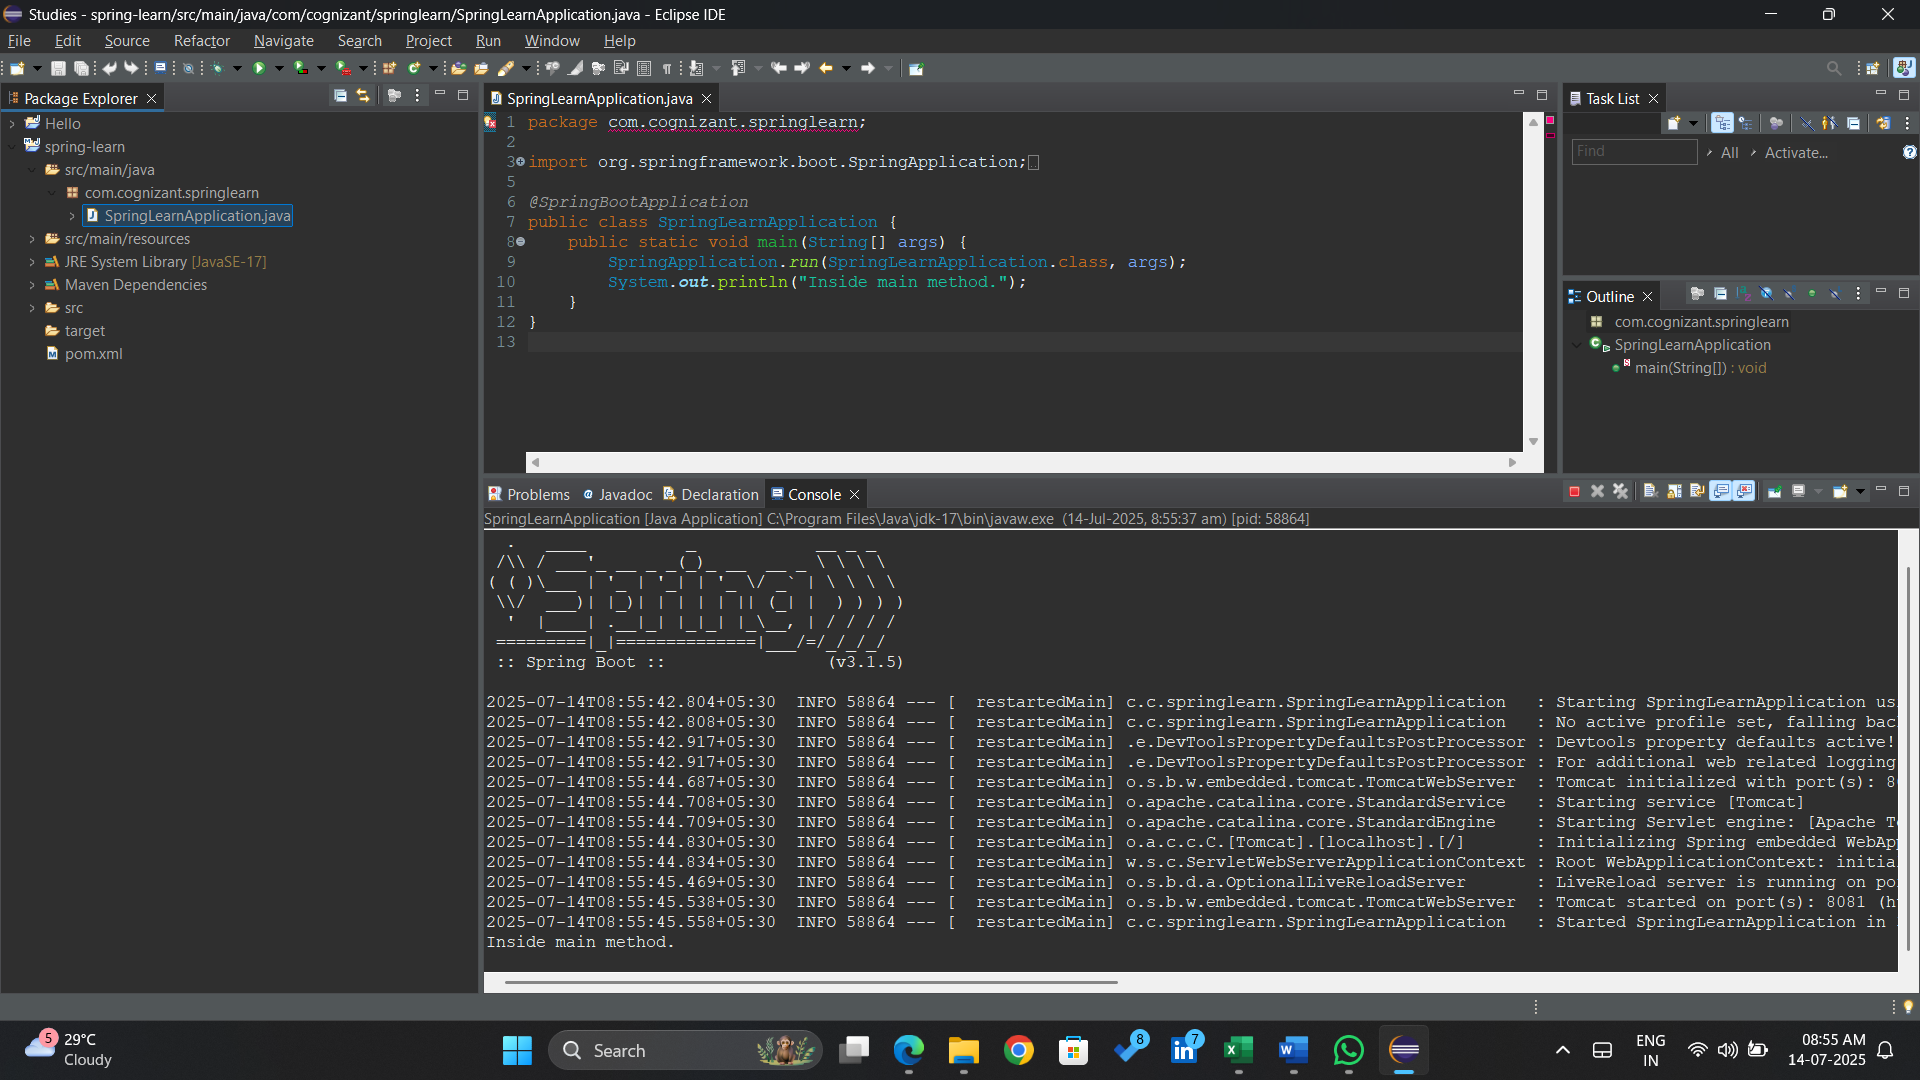 Studies - spring-learn/src/main/java/com/cognizant/springlearn/SpringLearnApplication.java - Eclipse IDE
File Edit Source Refactor Navigate Search Project Run Window Help
Package Explorer
Hello
spring-learn
src/main/java
com.cognizant.springlearn
SpringLearnApplication.java
src/main/resources
JRE System Library [JavaSE-17]
Maven Dependencies
src
target
pom.xml
SpringLearnApplication.java
1 package com.cognizant.springlearn;
2
3 import org.springframework.boot.SpringApplication;
5
6 @SpringBootApplication
7 public class SpringLearnApplication {
8 public static void main(String[] args) {
9 SpringApplication.run(SpringLearnApplication.class, args);
10 System.out.println("Inside main method.");
11 }
12 }
13
Task List
Find All Activate...
Outline
com.cognizant.springlearn
SpringLearnApplication
main(String[]) : void
Problems Javadoc Declaration Console
SpringLearnApplication [Java Application] C:\Program Files\Java\jdk-17\bin\javaw.exe (14-Jul-2025, 8:55:37 am) [pid: 58864]
Spring
:: Spring Boot :: (v3.1.5)
2025-07-14T08:55:42.804+05:30 INFO 58864 --- [ restartedMain] c.c.springlearn.SpringLearnApplication : Starting SpringLearnApplication us
2025-07-14T08:55:42.808+05:30 INFO 58864 --- [ restartedMain] c.c.springlearn.SpringLearnApplication : No active profile set, falling bac
2025-07-14T08:55:42.917+05:30 INFO 58864 --- [ restartedMain] .e.DevToolsPropertyDefaultsPostProcessor : Devtools property defaults active!
2025-07-14T08:55:42.917+05:30 INFO 58864 --- [ restartedMain] .e.DevToolsPropertyDefaultsPostProcessor : For additional web related logging
2025-07-14T08:55:44.687+05:30 INFO 58864 --- [ restartedMain] o.s.b.w.embedded.tomcat.TomcatWebServer : Tomcat initialized with port(s): 8
2025-07-14T08:55:44.708+05:30 INFO 58864 --- [ restartedMain] o.apache.catalina.core.StandardService : Starting service [Tomcat]
2025-07-14T08:55:44.709+05:30 INFO 58864 --- [ restartedMain] o.apache.catalina.core.StandardEngine : Starting Servlet engine: [Apache T
2025-07-14T08:55:44.830+05:30 INFO 58864 --- [ restartedMain] o.a.c.c.C.[Tomcat].[localhost].[/] : Initializing Spring embedded WebAp
2025-07-14T08:55:44.834+05:30 INFO 58864 --- [ restartedMain] w.s.c.ServletWebServerApplicationContext : Root WebApplicationContext: initia
2025-07-14T08:55:45.469+05:30 INFO 58864 --- [ restartedMain] o.s.b.d.a.OptionalLiveReloadServer : LiveReload server is running on po
2025-07-14T08:55:45.538+05:30 INFO 58864 --- [ restartedMain] o.s.b.w.embedded.tomcat.TomcatWebServer : Tomcat started on port(s): 8081 (h
2025-07-14T08:55:45.558+05:30 INFO 58864 --- [ restartedMain] c.c.springlearn.SpringLearnApplication : Started SpringLearnApplication in
Inside main method.
5
29°C
Cloudy
Search
8
7
ENG
IN
08:55 AM
14-07-2025